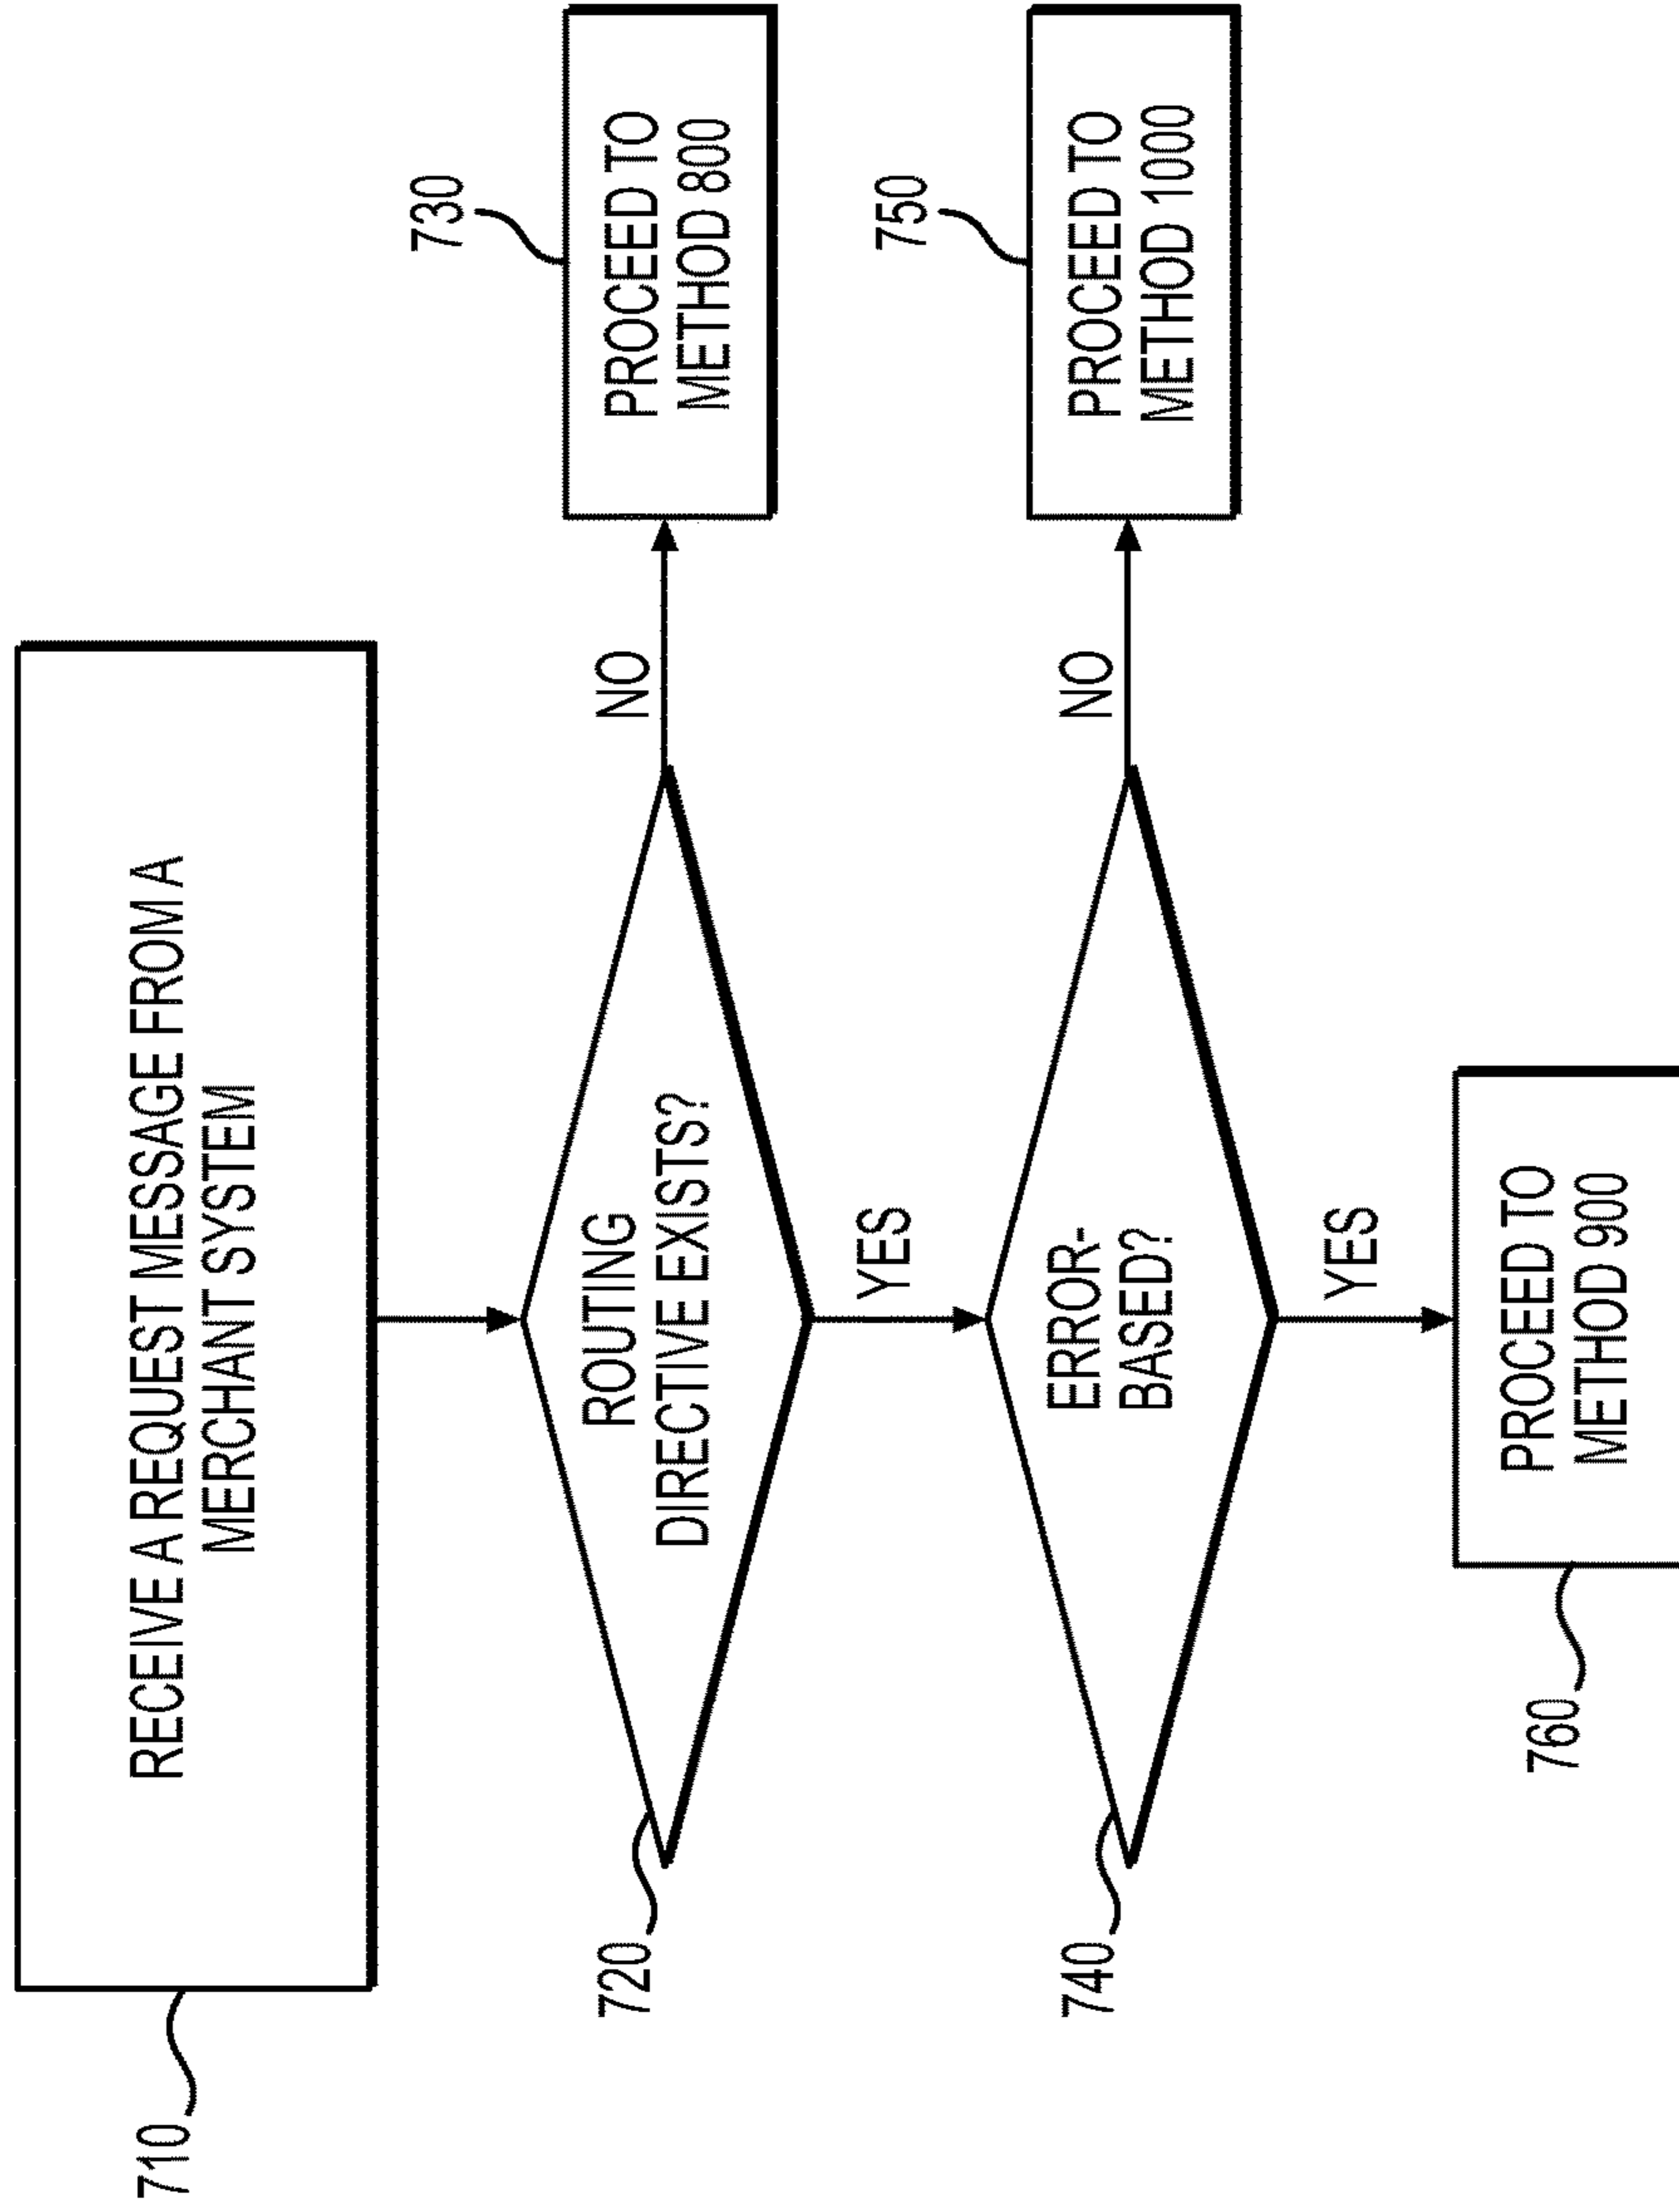 710
RECEIVE A REQUEST MESSAGE FROM A
MERCHANT SYSTEM
720
ROUTING
DIRECTIVE EXISTS?
NO
730
PROCEED TO
METHOD 800
YES
740
ERROR-
BASED?
NO
750
PROCEED TO
METHOD 1000
YES
760
PROCEED TO
METHOD 900